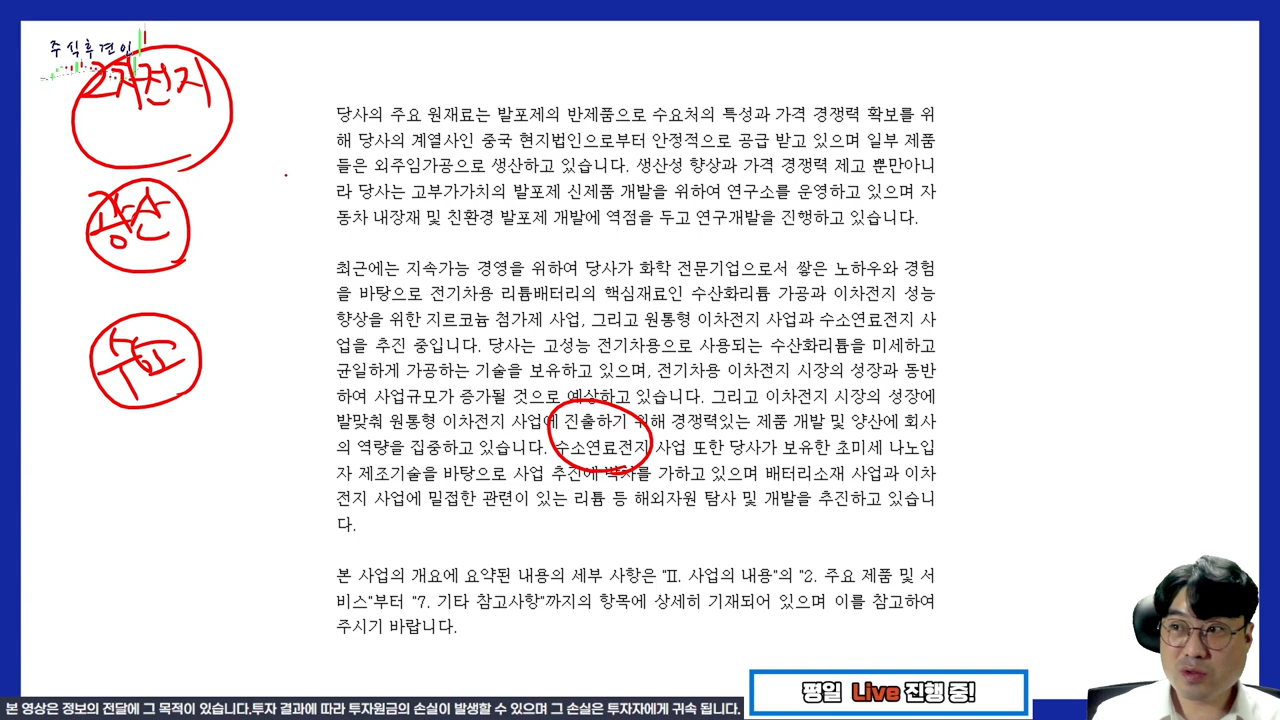 주식후견인
2차전지
광산
수소
당사의 주요 원재료는 발포제의 반제품으로 수요처의 특성과 가격 경쟁력 확보를 위
해 당사의 계열사인 중국 현지법인으로부터 안정적으로 공급 받고 있으며 일부 제품
들은 외주임가공으로 생산하고 있습니다. 생산성 향상과 가격 경쟁력 제고 뿐만아니
라 당사는 고부가가치의 발포제 신제품 개발을 위하여 연구소를 운영하고 있으며 자
동차 내장재 및 친환경 발포제 개발에 역점을 두고 연구개발을 진행하고 있습니다.
최근에는 지속가능 경영을 위하여 당사가 화학 전문기업으로서 쌓은 노하우와 경험
을 바탕으로 전기차용 리튬배터리의 핵심재료인 수산화리튬 가공과 이차전지 성능
향상을 위한 지르코늄 첨가제 사업, 그리고 원통형 이차전지 사업과 수소연료전지 사
업을 추진 중입니다. 당사는 고성능 전기차용으로 사용되는 수산화리튬을 미세하고
균일하게 가공하는 기술을 보유하고 있으며, 전기차용 이차전지 시장의 성장과 동반
하여 사업규모가 증가될 것으로 예상하고 있습니다. 그리고 이차전지 시장의 성장에
발맞춰 원통형 이차전지 사업에 진출하기 위해 경쟁력있는 제품 개발 및 양산에 회사
의 역량을 집중하고 있습니다. 수소연료전지 사업 또한 당사가 보유한 초미세 나노입
자 제조기술을 바탕으로 사업 추진에 박차를 가하고 있으며 배터리소재 사업과 이차
전지 사업에 밀접한 관련이 있는 리튬 등 해외자원 탐사 및 개발을 추진하고 있습니
다.
본 사업의 개요에 요약된 내용의 세부 사항은 "Ⅱ. 사업의 내용"의 "2. 주요 제품 및 서
비스"부터 "7. 기타 참고사항"까지의 항목에 상세히 기재되어 있으며 이를 참고하여
주시기 바랍니다.
평일 Live 진행 중!
본 영상은 정보의 전달에 그 목적이 있습니다.투자 결과에 따라 투자원금의 손실이 발생할 수 있으며 그 손실은 투자자에게 귀속 됩니다.